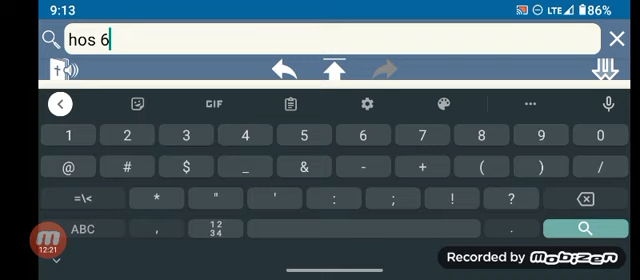 9:13 LTE 86%
hos 6
GIF
1 2 3 4 5 6 7 8 9 0
@ # $ _ & - + ( ) /
=\< * " ' : ; ! ?
ABC , 12 .
34
12:21
Recorded by mobizen